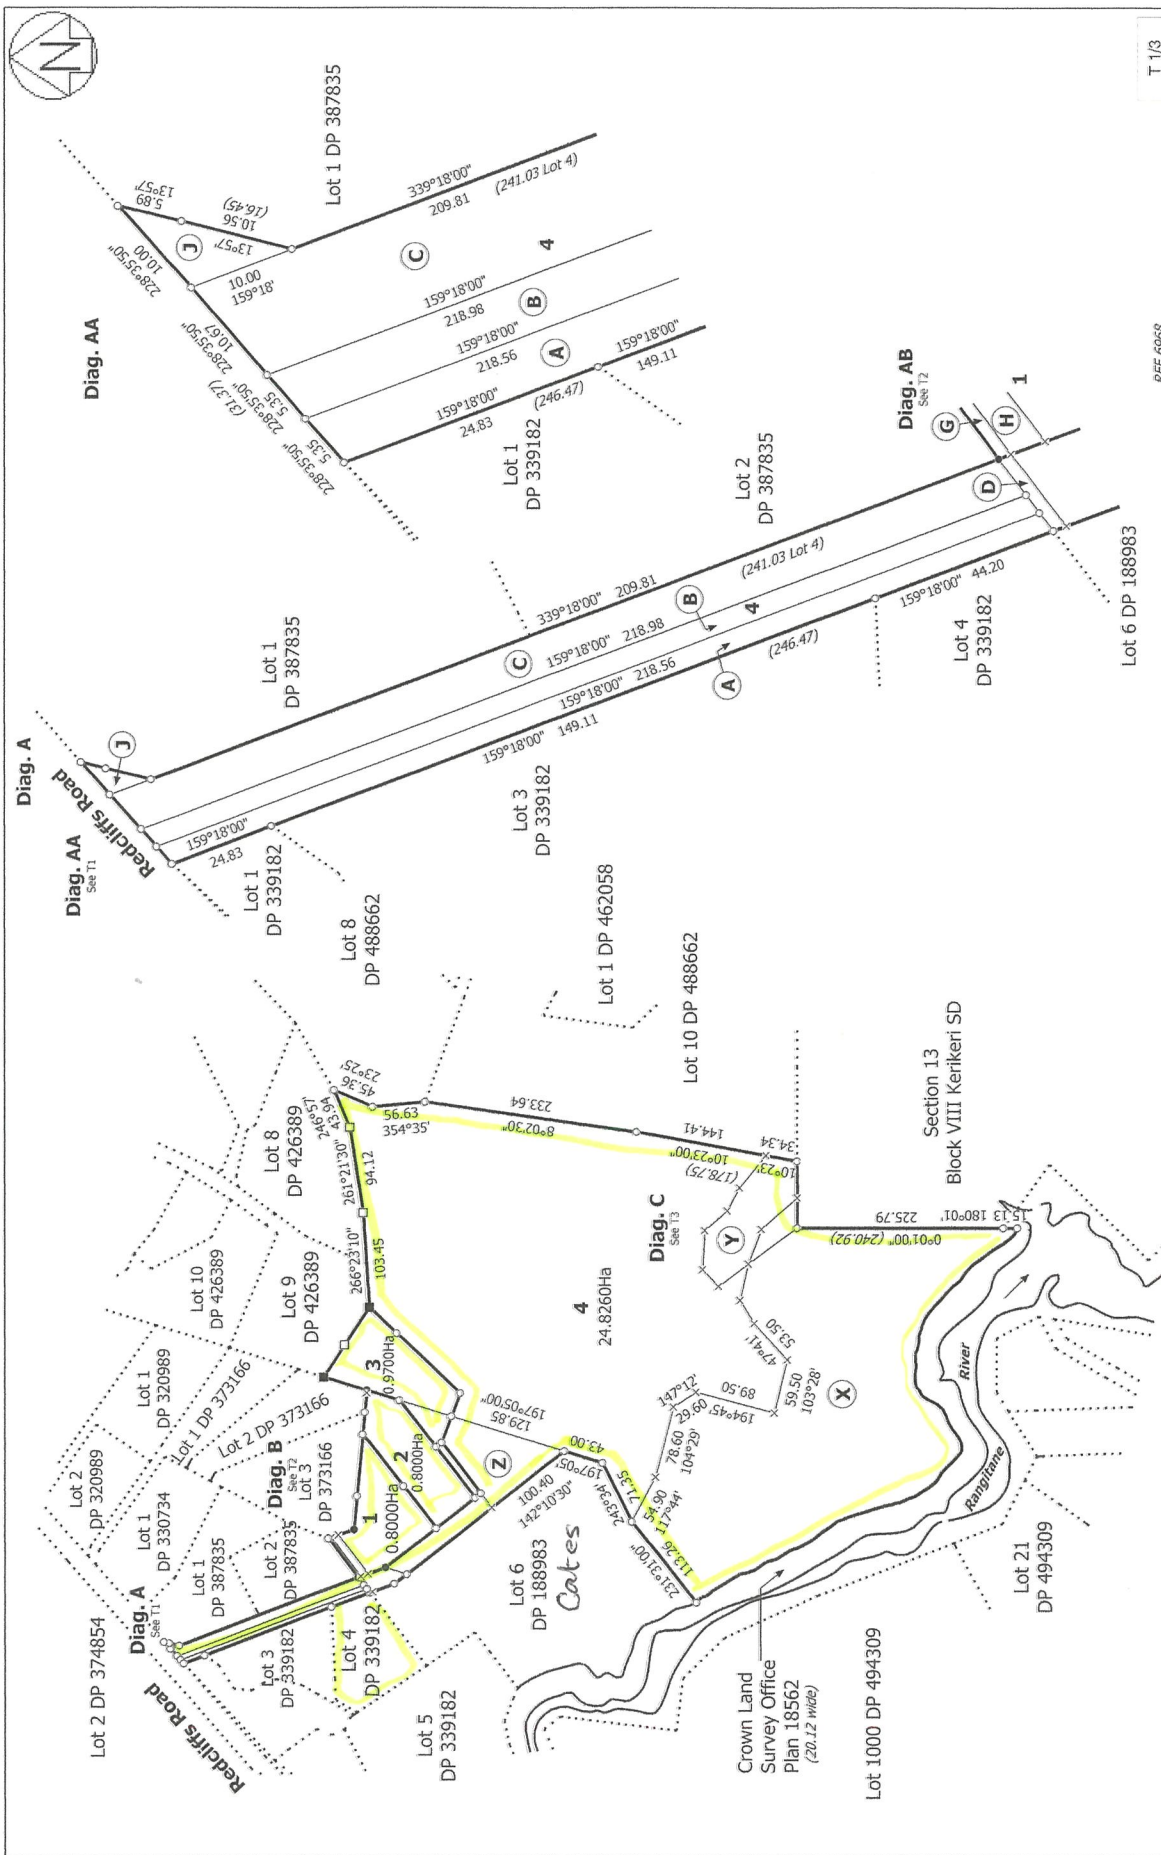 N
Diag. A
Diag. AA
See T1
Redcliffs Road
J
Lot 1
DP 387835
159°18'00"
24.83
Lot 1
DP 339182
Lot 8
DP 488662
C
339°18'00" 209.81
(241.03 Lot 4)
159°18'00" 218.98
B
4
159°18'00" 218.56
A
(246.47)
159°18'00" 149.11
Lot 3
DP 339182
Lot 2
DP 387835
159°18'00" 44.20
Lot 4
DP 339182
Lot 6 DP 188983
Diag. AB
See T2
G
H
D
1
Diag. AA
228°35'50"
10.00
228°35'50"
10.67
(31.37)
228°35'50"
5.35
228°35'50"
5.35
13°57'
5.89
(16.45)
10.56
13°57'
J
10.00
159°18'
Lot 1 DP 387835
339°18'00"
209.81
(241.03 Lot 4)
C
4
159°18'00"
218.98
B
159°18'00"
218.56
A
159°18'00"
24.83
(246.47)
159°18'00"
149.11
Lot 1
DP 339182
Lot 2 DP 374854
Redcliffs Road
Diag. A
See T1
Lot 2
DP 320989
Lot 1
DP 330734
Lot 1
DP 387835
Lot 2
DP 387835
Lot 1
DP 320989
Lot 1 DP 373166
Lot 2 DP 373166
Diag. B
See T2
Lot 3
DP 373166
Lot 10
DP 426389
Lot 9
DP 426389
Lot 8
DP 426389
Lot 3
DP 339182
Lot 4
DP 339182
Lot 5
DP 339182
Lot 6
DP 188983
Cates
1
0.8000Ha
2
0.8000Ha
3
0.9700Ha
266°23'10"
103.45
261°21'30"
94.12
246°57'
43.94
45.36
23°25'
56.63
354°35'
233.64
8°02'30"
144.41
10°23'00"
(178.75)
34.34
10°23'
Lot 1 DP 462058
Lot 10 DP 488662
Diag. C
See T3
Y
4
24.8260Ha
129.85
197°05'00"
Z
100.40
142°10'30"
43.00
197°05'
71.35
243°34'
54.90
117°44'
78.60
104°29'
147°12'
29.60
89.50
194°45'
59.50
103°28'
53.50
47°41'
113.26
231°31'00"
X
225.79
0°01'00" (240.92)
15.13 180°01'
Section 13
Block VIII Kerikeri SD
Rangitane River
Crown Land
Survey Office
Plan 18562
(20.12 wide)
Lot 1000 DP 494309
Lot 21
DP 494309
REF 6968
T 1/3